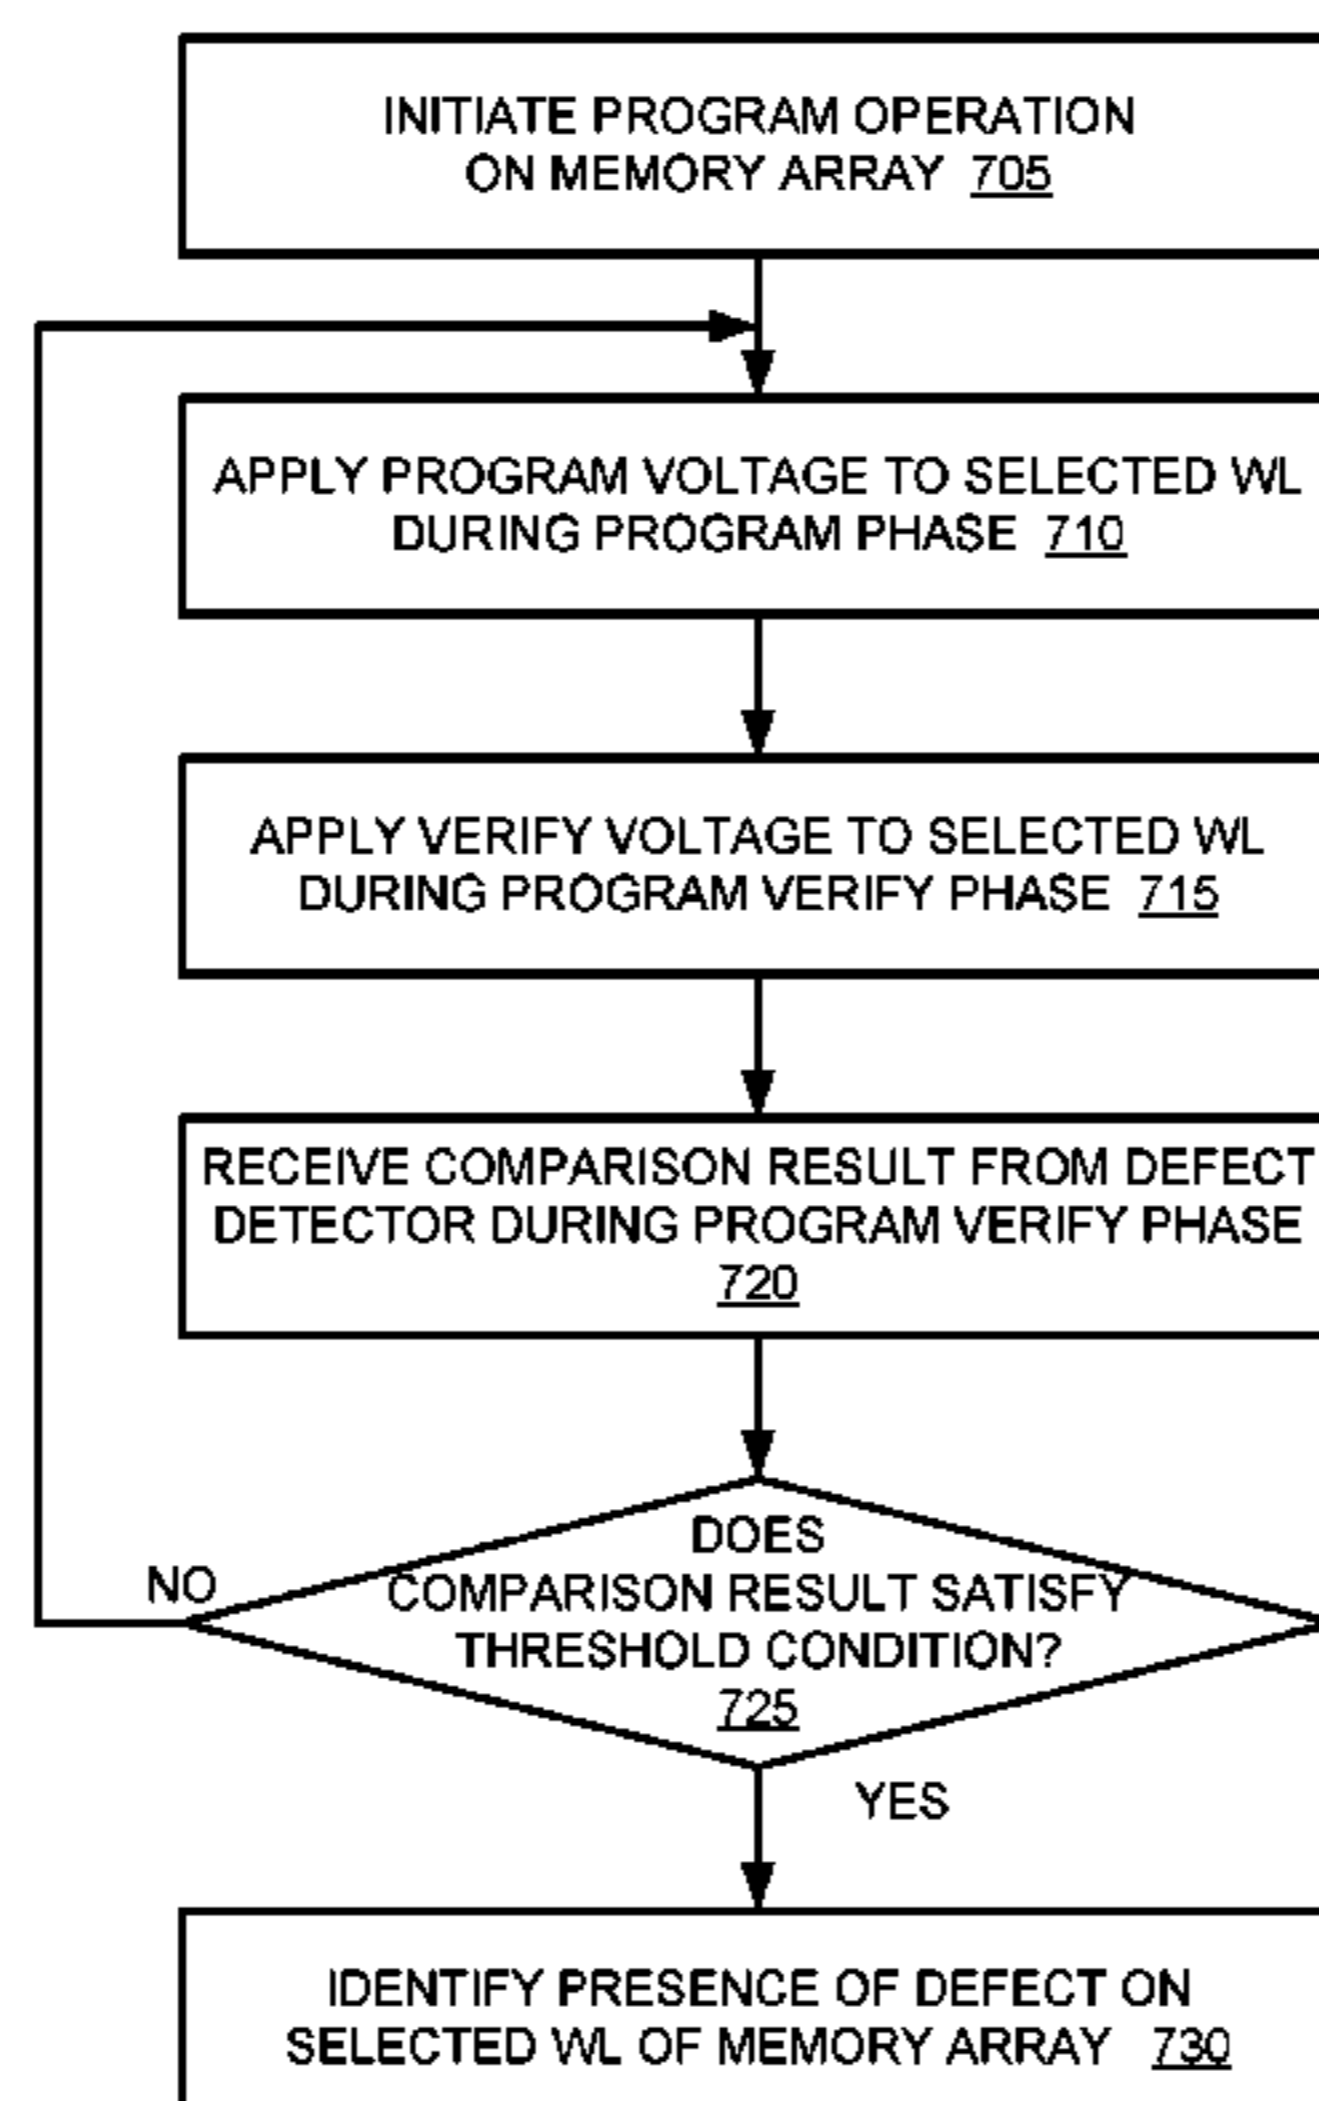 INITIATE PROGRAM OPERATION
ON MEMORY ARRAY 705
APPLY PROGRAM VOLTAGE TO SELECTED WL
DURING PROGRAM PHASE 710
APPLY VERIFY VOLTAGE TO SELECTED WL
DURING PROGRAM VERIFY PHASE 715
RECEIVE COMPARISON RESULT FROM DEFECT
DETECTOR DURING PROGRAM VERIFY PHASE
720
DOES
NO
COMPARISON RESULT SATISFY
THRESHOLD CONDITION?
725
YES
IDENTIFY PRESENCE OF DEFECT ON
SELECTED WL OF MEMORY ARRAY 730